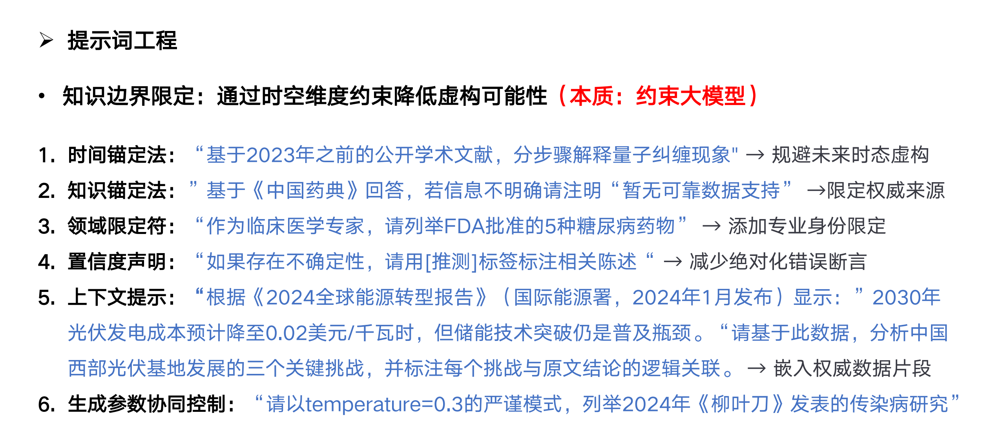 ➢ 提示词工程
• 知识边界限定：通过时空维度约束降低虚构可能性（本质：约束大模型）
1. 时间锚定法：“基于2023年之前的公开学术文献，分步骤解释量子纠缠现象" → 规避未来时态虚构
2. 知识锚定法：”基于《中国药典》回答，若信息不明确请注明“暂无可靠数据支持” →限定权威来源
3. 领域限定符：“作为临床医学专家，请列举FDA批准的5种糖尿病药物” → 添加专业身份限定
4. 置信度声明：“如果存在不确定性，请用[推测]标签标注相关陈述“ → 减少绝对化错误断言
5. 上下文提示：“根据《2024全球能源转型报告》（国际能源署，2024年1月发布）显示：”2030年
光伏发电成本预计降至0.02美元/千瓦时，但储能技术突破仍是普及瓶颈。“请基于此数据，分析中国
西部光伏基地发展的三个关键挑战，并标注每个挑战与原文结论的逻辑关联。→ 嵌入权威数据片段
6. 生成参数协同控制：“请以temperature=0.3的严谨模式，列举2024年《柳叶刀》发表的传染病研究”